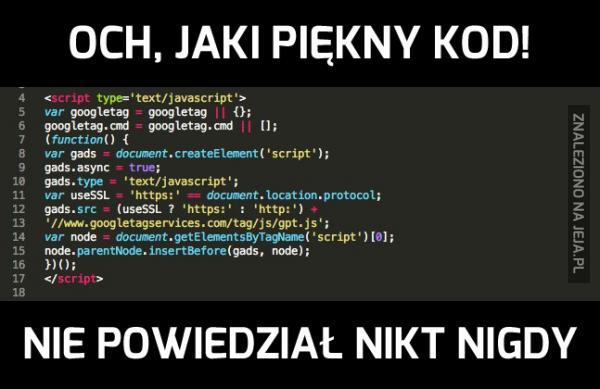 OCH, JAKI PIĘKNY KOD!
4 <script type='text/javascript'>
5 var googletag = googletag || {};
6 googletag.cmd = googletag.cmd || [];
7 (function() {
8 var gads = document.createElement('script');
9 gads.async = true;
10 gads.type = 'text/javascript';
11 var useSSL = 'https:' == document.location.protocol;
12 gads.src = (useSSL ? 'https:' : 'http:') +
13 '//www.googletagservices.com/tag/js/gpt.js';
14 var node = document.getElementsByTagName('script')[0];
15 node.parentNode.insertBefore(gads, node);
16 })();
17 </script>
18
ZNALEZIONO NA JEJA.PL
NIE POWIEDZIAŁ NIKT NIGDY